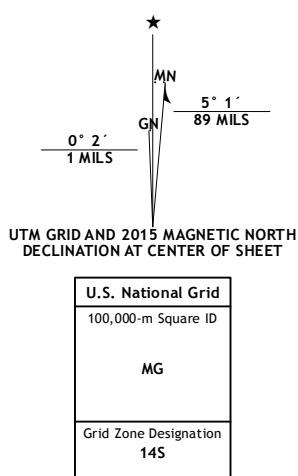 MN
GN
5° 1´
89 MILS
0° 2´
1 MILS
UTM GRID AND 2015 MAGNETIC NORTH
DECLINATION AT CENTER OF SHEET
U.S. National Grid
100,000-m Square ID
MG
Grid Zone Designation
14S